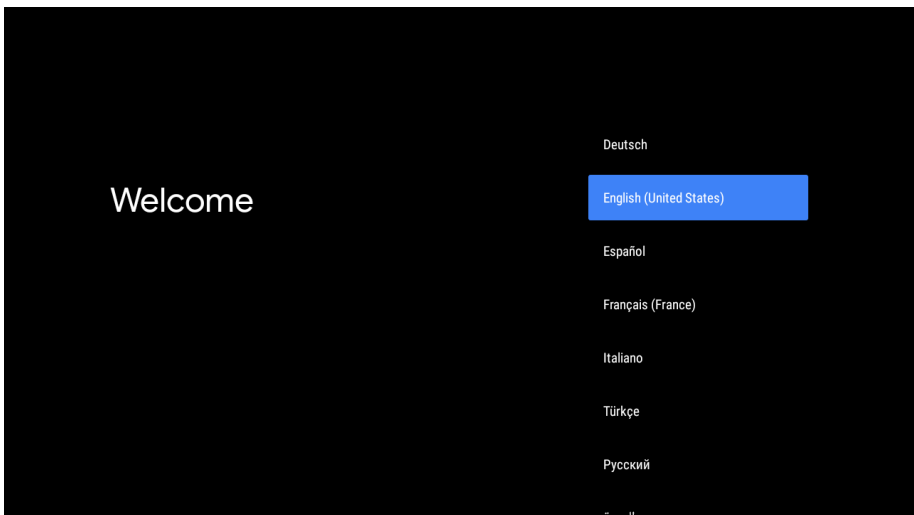 Welcome
Deutsch
English (United States)
Español
Français (France)
Italiano
Türkçe
Русский